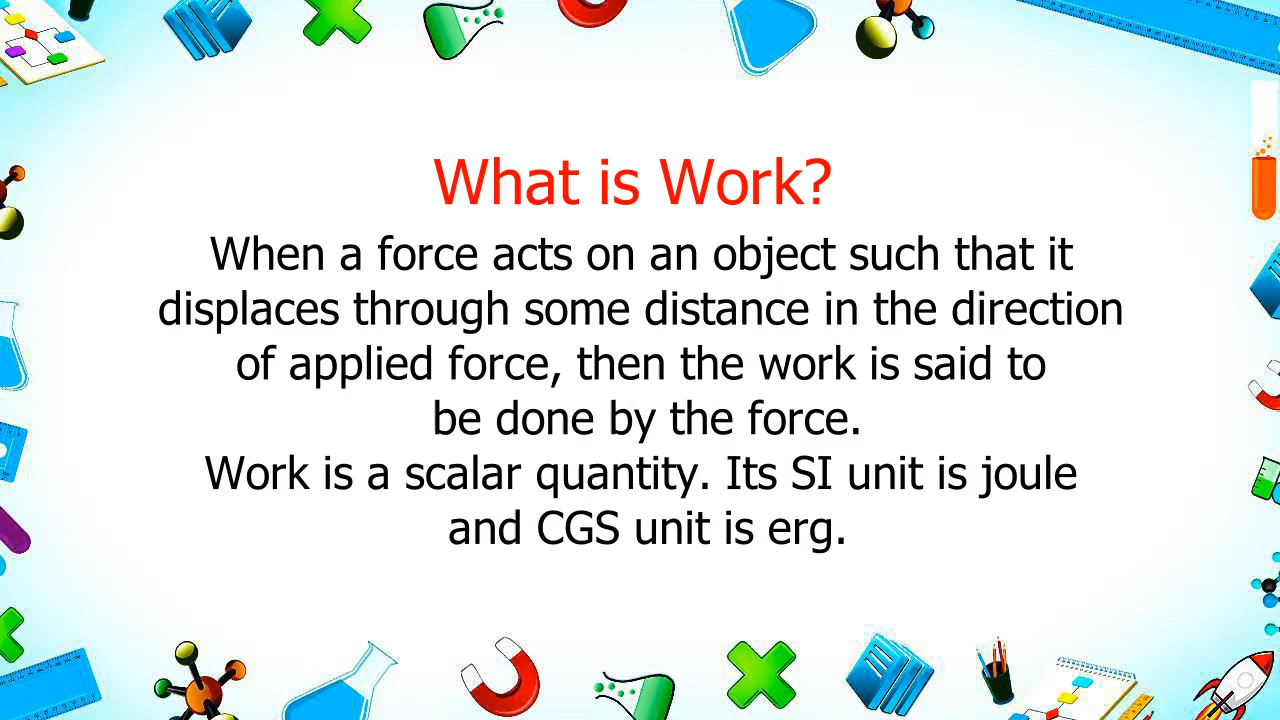 What is Work?
When a force acts on an object such that it
displaces through some distance in the direction
of applied force, then the work is said to
be done by the force.
Work is a scalar quantity. Its SI unit is joule
and CGS unit is erg.